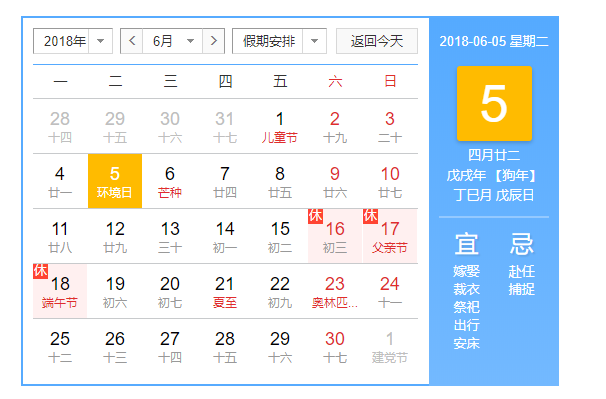 2018年 6月 假期安排 返回今天
一 二 三 四 五 六 日
28 29 30 31 1 2 3
十四 十五 十六 十七 儿童节 十九 二十
4 5 6 7 8 9 10
廿一 环境日 芒种 廿四 廿五 廿六 廿七
休 休
11 12 13 14 15 16 17
廿八 廿九 三十 初一 初二 初三 父亲节
休
18 19 20 21 22 23 24
端午节 初六 初七 夏至 初九 奥林匹... 十一
25 26 27 28 29 30 1
十二 十三 十四 十五 十六 十七 建党节
2018-06-05 星期二
5
四月廿二
戊戌年 【狗年】
丁巳月 戊辰日
宜 忌
嫁娶 赴任
裁衣 捕捉
祭祀
出行
安床